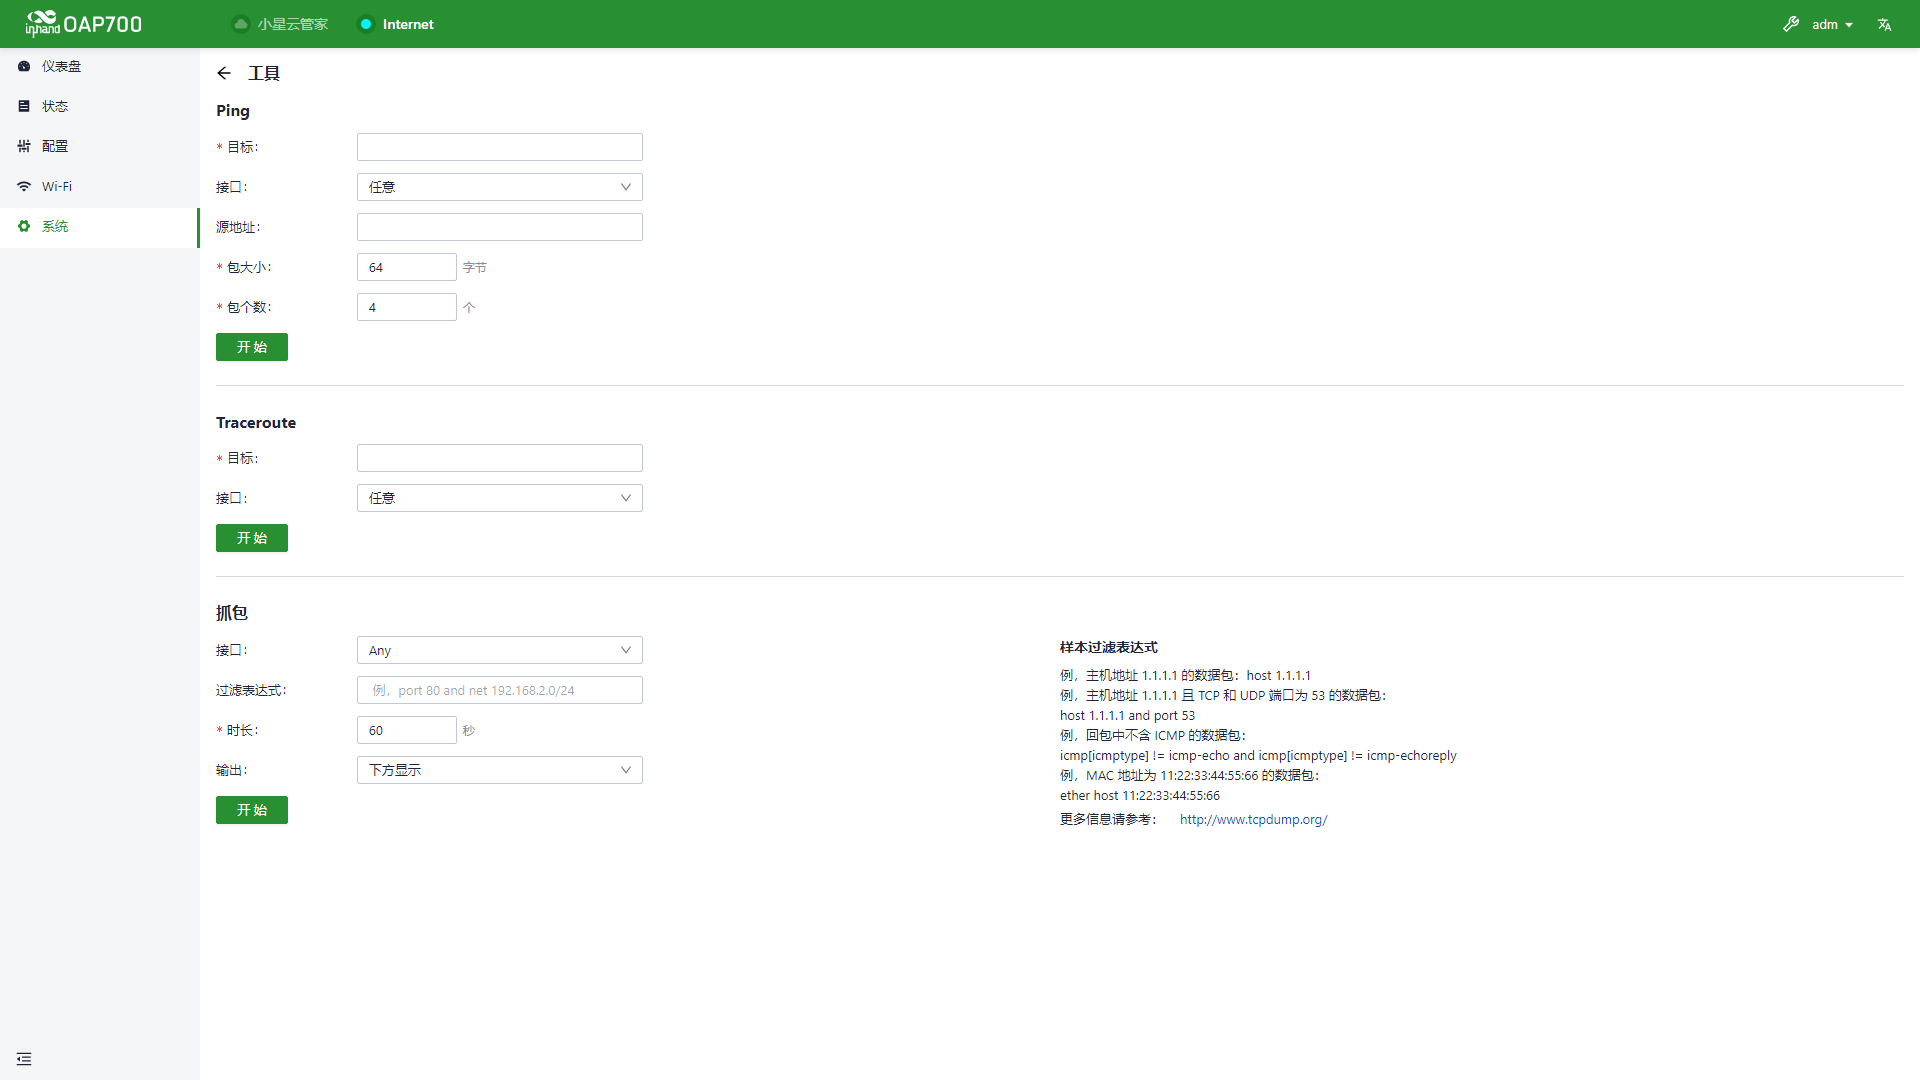 inhand OAP700
小星云管家
Internet
adm
仪表盘
状态
配置
Wi-Fi
系统
工具
Ping
* 目标:
接口:
任意
源地址:
* 包大小:
64
字节
* 包个数:
4
个
开始
Traceroute
* 目标:
接口:
任意
开始
抓包
接口:
Any
过滤表达式:
例，port 80 and net 192.168.2.0/24
* 时长:
60
秒
输出:
下方显示
开始
样本过滤表达式
例，主机地址 1.1.1.1 的数据包：host 1.1.1.1
例，主机地址 1.1.1.1 且 TCP 和 UDP 端口为 53 的数据包：
host 1.1.1.1 and port 53
例，回包中不含 ICMP 的数据包：
icmp[icmptype] != icmp-echo and icmp[icmptype] != icmp-echoreply
例，MAC 地址为 11:22:33:44:55:66 的数据包：
ether host 11:22:33:44:55:66
更多信息请参考： http://www.tcpdump.org/